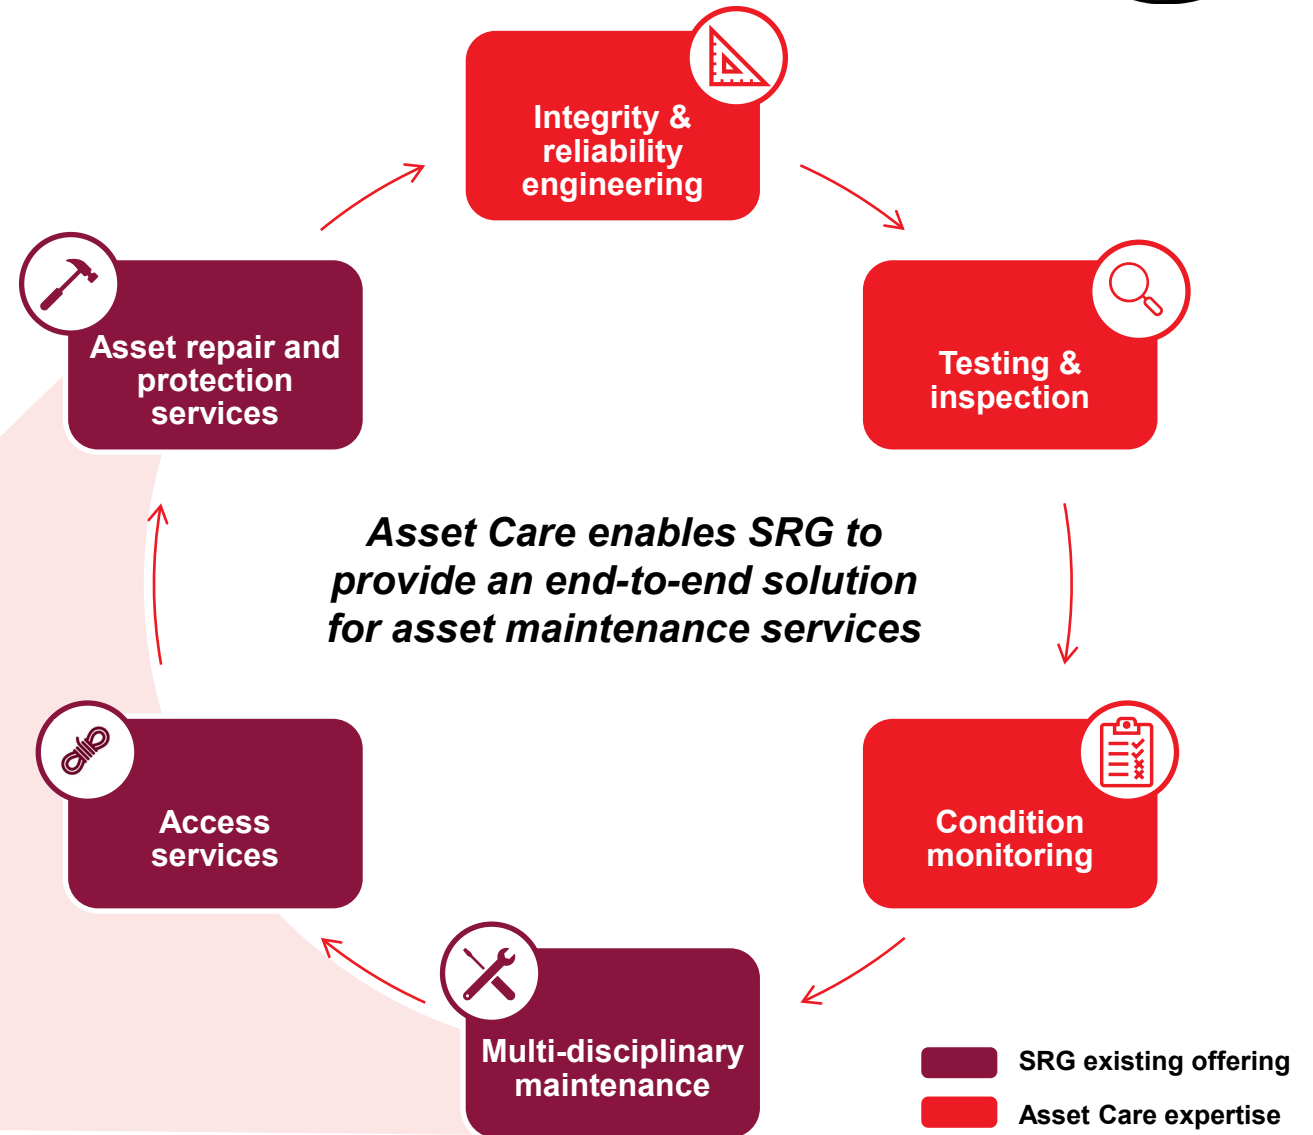 Integrity &
reliability
engineering
Asset repair and
protection
services
Testing &
inspection
Asset Care enables SRG to
provide an end-to-end solution
for asset maintenance services
Access
services
Condition
monitoring
Multi-disciplinary
maintenance
SRG existing offering
Asset Care expertise